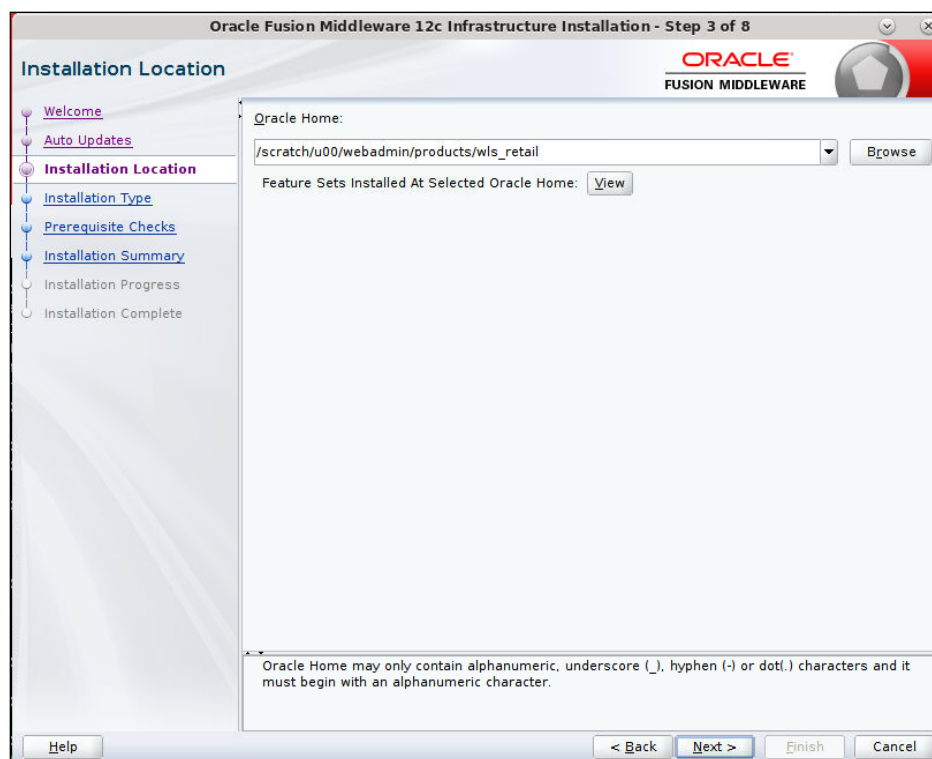 Oracle Fusion Middleware 12c Infrastructure Installation - Step 3 of 8
Installation Location
ORACLE
FUSION MIDDLEWARE
Welcome
Auto Updates
Installation Location
Installation Type
Prerequisite Checks
Installation Summary
Installation Progress
Installation Complete
Oracle Home:
/scratch/u00/webadmin/products/wls_retail
Browse
Feature Sets Installed At Selected Oracle Home: View
Oracle Home may only contain alphanumeric, underscore (_), hyphen (-) or dot(.) characters and it
must begin with an alphanumeric character.
Help
< Back
Next >
Finish
Cancel